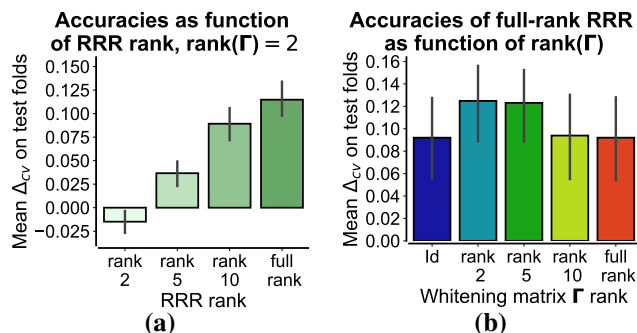 Accuracies as function
of RRR rank, rank(Γ) = 2
Mean Δcv on test folds
0.150
0.125
0.100
0.075
0.050
0.025
0.000
−0.025
rank
2
rank
5
rank
10
full
rank
RRR rank
(a)
Accuracies of full-rank RRR
as function of rank(Γ)
Mean Δcv on test folds
0.16
0.14
0.12
0.10
0.08
0.06
0.04
0.02
0.00
Id
rank
2
rank
5
rank
10
full
rank
Whitening matrix Γ rank
(b)